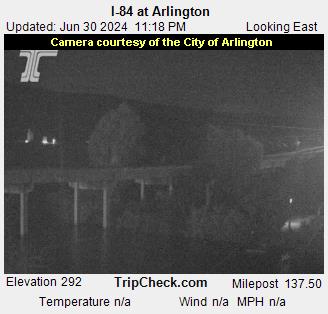 I-84 at Arlington
Updated: Jun 30 2024 11:18 PM Looking East
Camera courtesy of the City of Arlington
Elevation 292 TripCheck.com Milepost 137.50
Temperature n/a Wind n/a MPH n/a